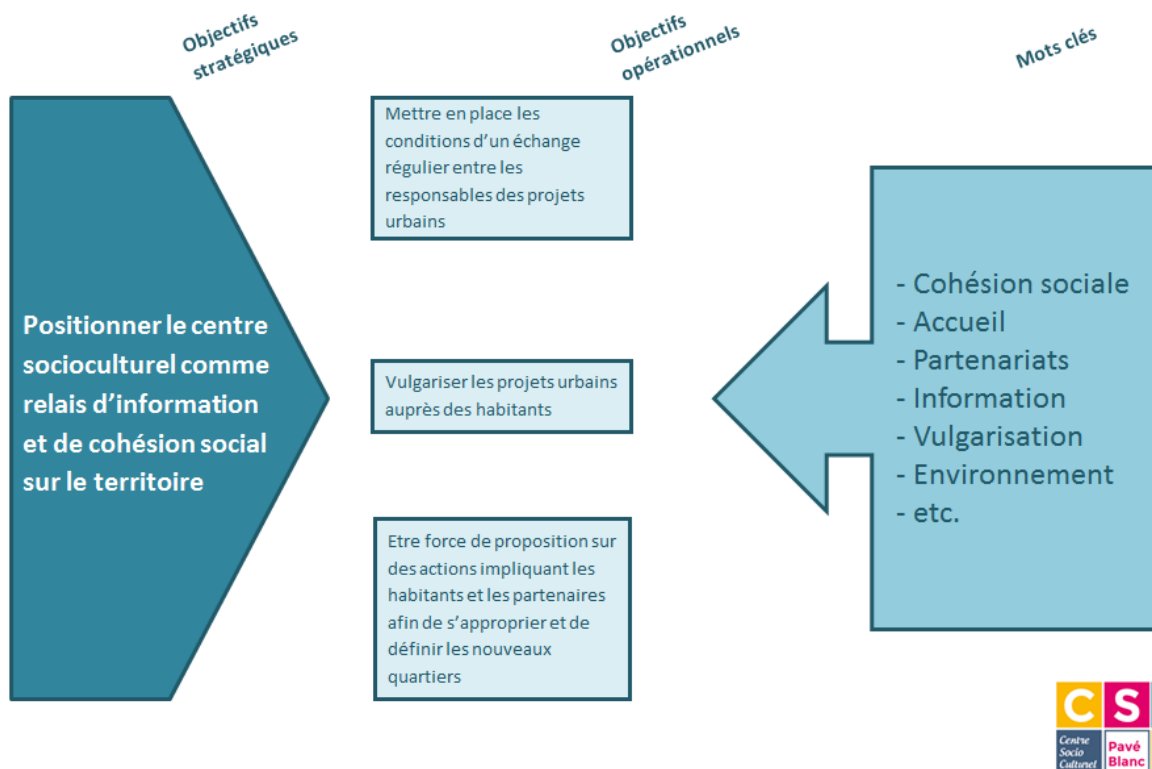 Objectifs
stratégiques
Objectifs
opérationnels
Mots clés
Positionner le centre
socioculturel comme
relais d'information
et de cohésion social
sur le territoire
Mettre en place les
conditions d'un échange
régulier entre les
responsables des projets
urbains
Vulgariser les projets urbains
auprès des habitants
Etre force de proposition sur
des actions impliquant les
habitants et les partenaires
afin de s'approprier et de
définir les nouveaux
quartiers
- Cohésion sociale
- Accueil
- Partenariats
- Information
- Vulgarisation
- Environnement
- etc.
CS
Centre
Socio
Culturel
Pavé
Blanc